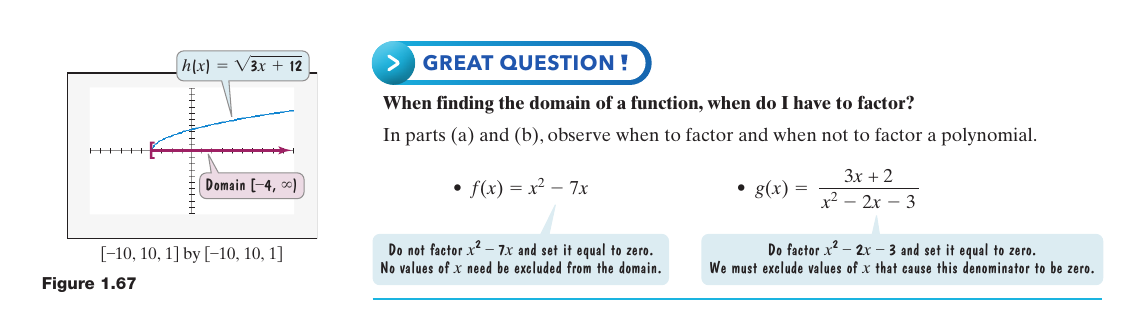 h(x) = √3x + 12
Domain [−4, ∞)
[−10, 10, 1] by [−10, 10, 1]
Figure 1.67
> GREAT QUESTION!
When finding the domain of a function, when do I have to factor?
In parts (a) and (b), observe when to factor and when not to factor a polynomial.
• f(x) = x² − 7x
Do not factor x² − 7x and set it equal to zero.
No values of x need be excluded from the domain.
• g(x) =
3x + 2
x² − 2x − 3
Do factor x² − 2x − 3 and set it equal to zero.
We must exclude values of x that cause this denominator to be zero.